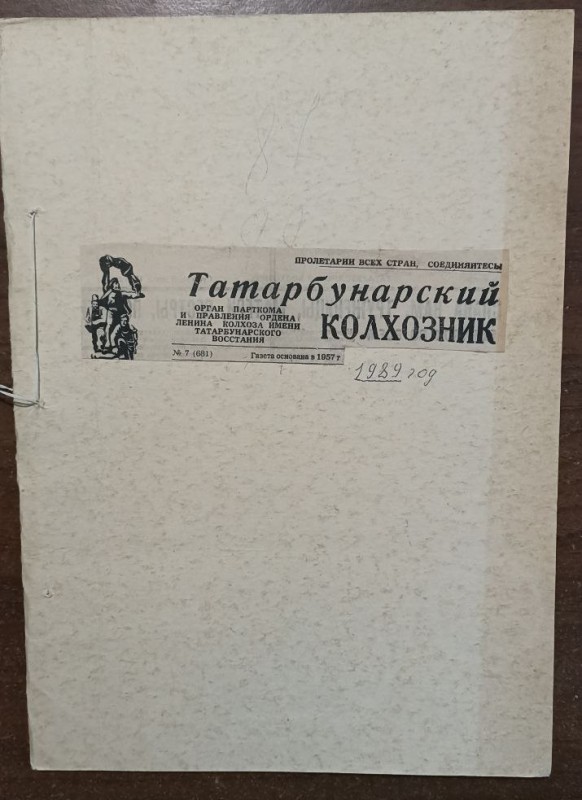 ПРОЛЕТАРИИ ВСЕХ СТРАН, СОЕДИНЯЙТЕСЬ
Татарбунарский
КОЛХОЗНИК
ОРГАН ПАРТКОМА
И ПРАВЛЕНИЯ ОРДЕНА
ЛЕНИНА КОЛХОЗА ИМЕНИ
ТАТАРБУНАРСКОГО
ВОССТАНИЯ
№ 7 (681) Газета основана в 1957 г
1989 год